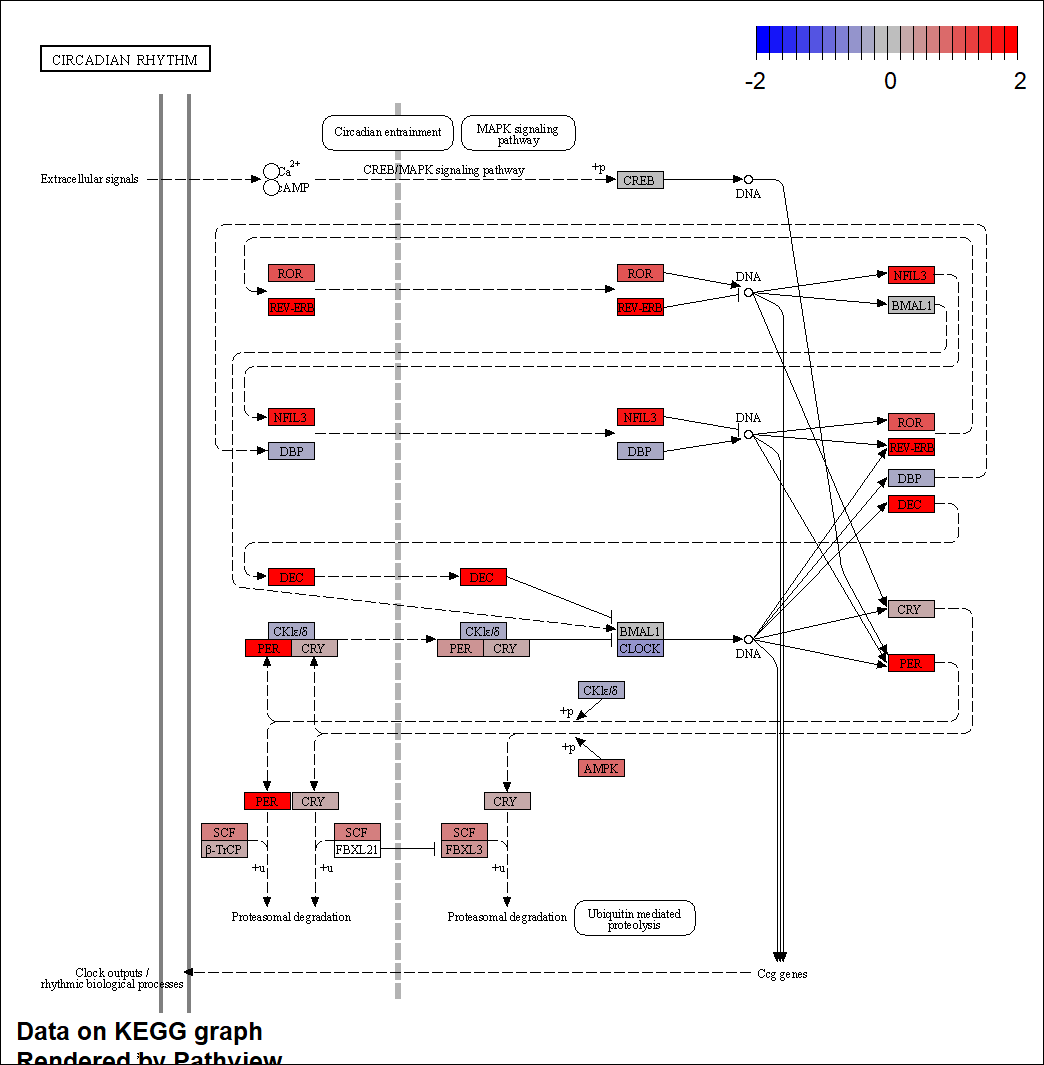 CIRCADIAN RHYTHM
-2 0 2
Circadian entrainment
MAPK signaling
pathway
Extracellular signals
Ca 2+
cAMP
CREB/MAPK signaling pathway
+p
CREB
DNA
ROR
REV-ERB
ROR
REV-ERB
DNA
NFIL3
BMAL1
NFIL3
DBP
NFIL3
DBP
DNA
ROR
REV-ERB
DBP
DEC
DEC
DEC
CKIε/δ
PER CRY
CKIε/δ
PER CRY
BMAL1
CLOCK
DNA
CRY
PER
CKIε/δ
+p
+p
AMPK
PER CRY
CRY
SCF
β-TrCP
+u
SCF
FBXL21
+u
SCF
FBXL3
+u
Proteasomal degradation
Proteasomal degradation
Ubiquitin mediated
proteolysis
Clock outputs /
rhythmic biological processes
Ccg genes
Data on KEGG graph
Rendered by Pathview